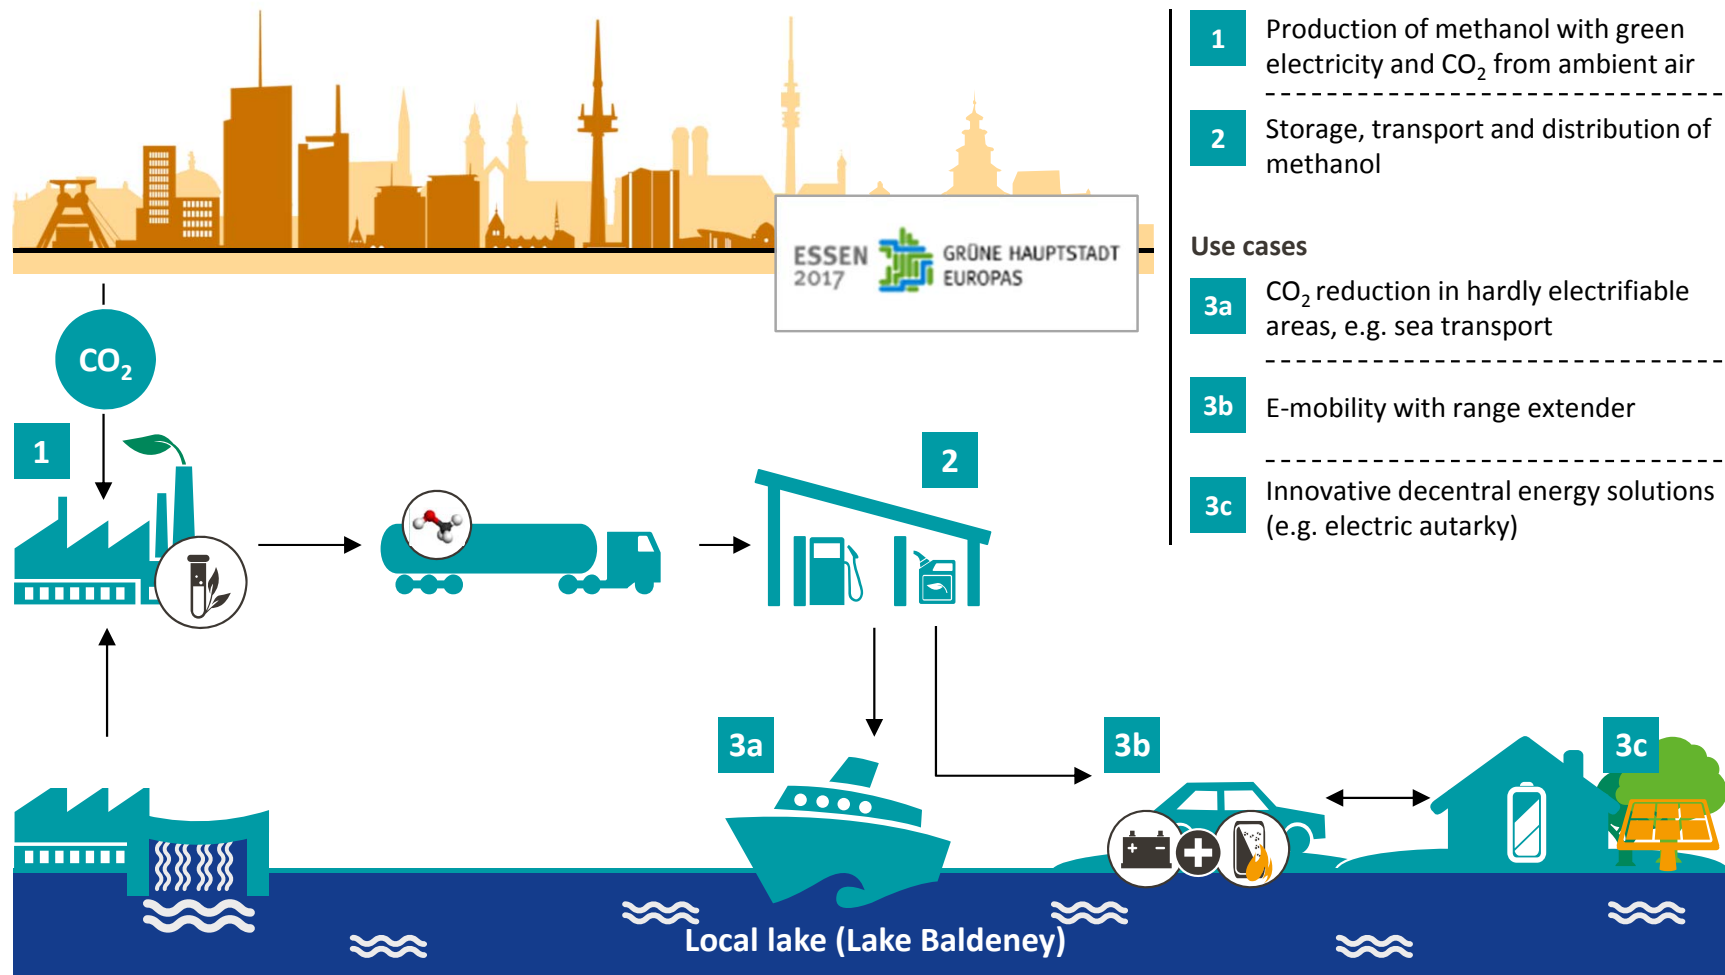 1
Production of methanol with green
electricity and CO₂ from ambient air
2
Storage, transport and distribution of
methanol
Use cases
3a
CO₂ reduction in hardly electrifiable
areas, e.g. sea transport
3b
E-mobility with range extender
3c
Innovative decentral energy solutions
(e.g. electric autarky)
ESSEN
2017
GRÜNE HAUPTSTADT
EUROPAS
CO₂
1
2
3a
3b
3c
Local lake (Lake Baldeney)